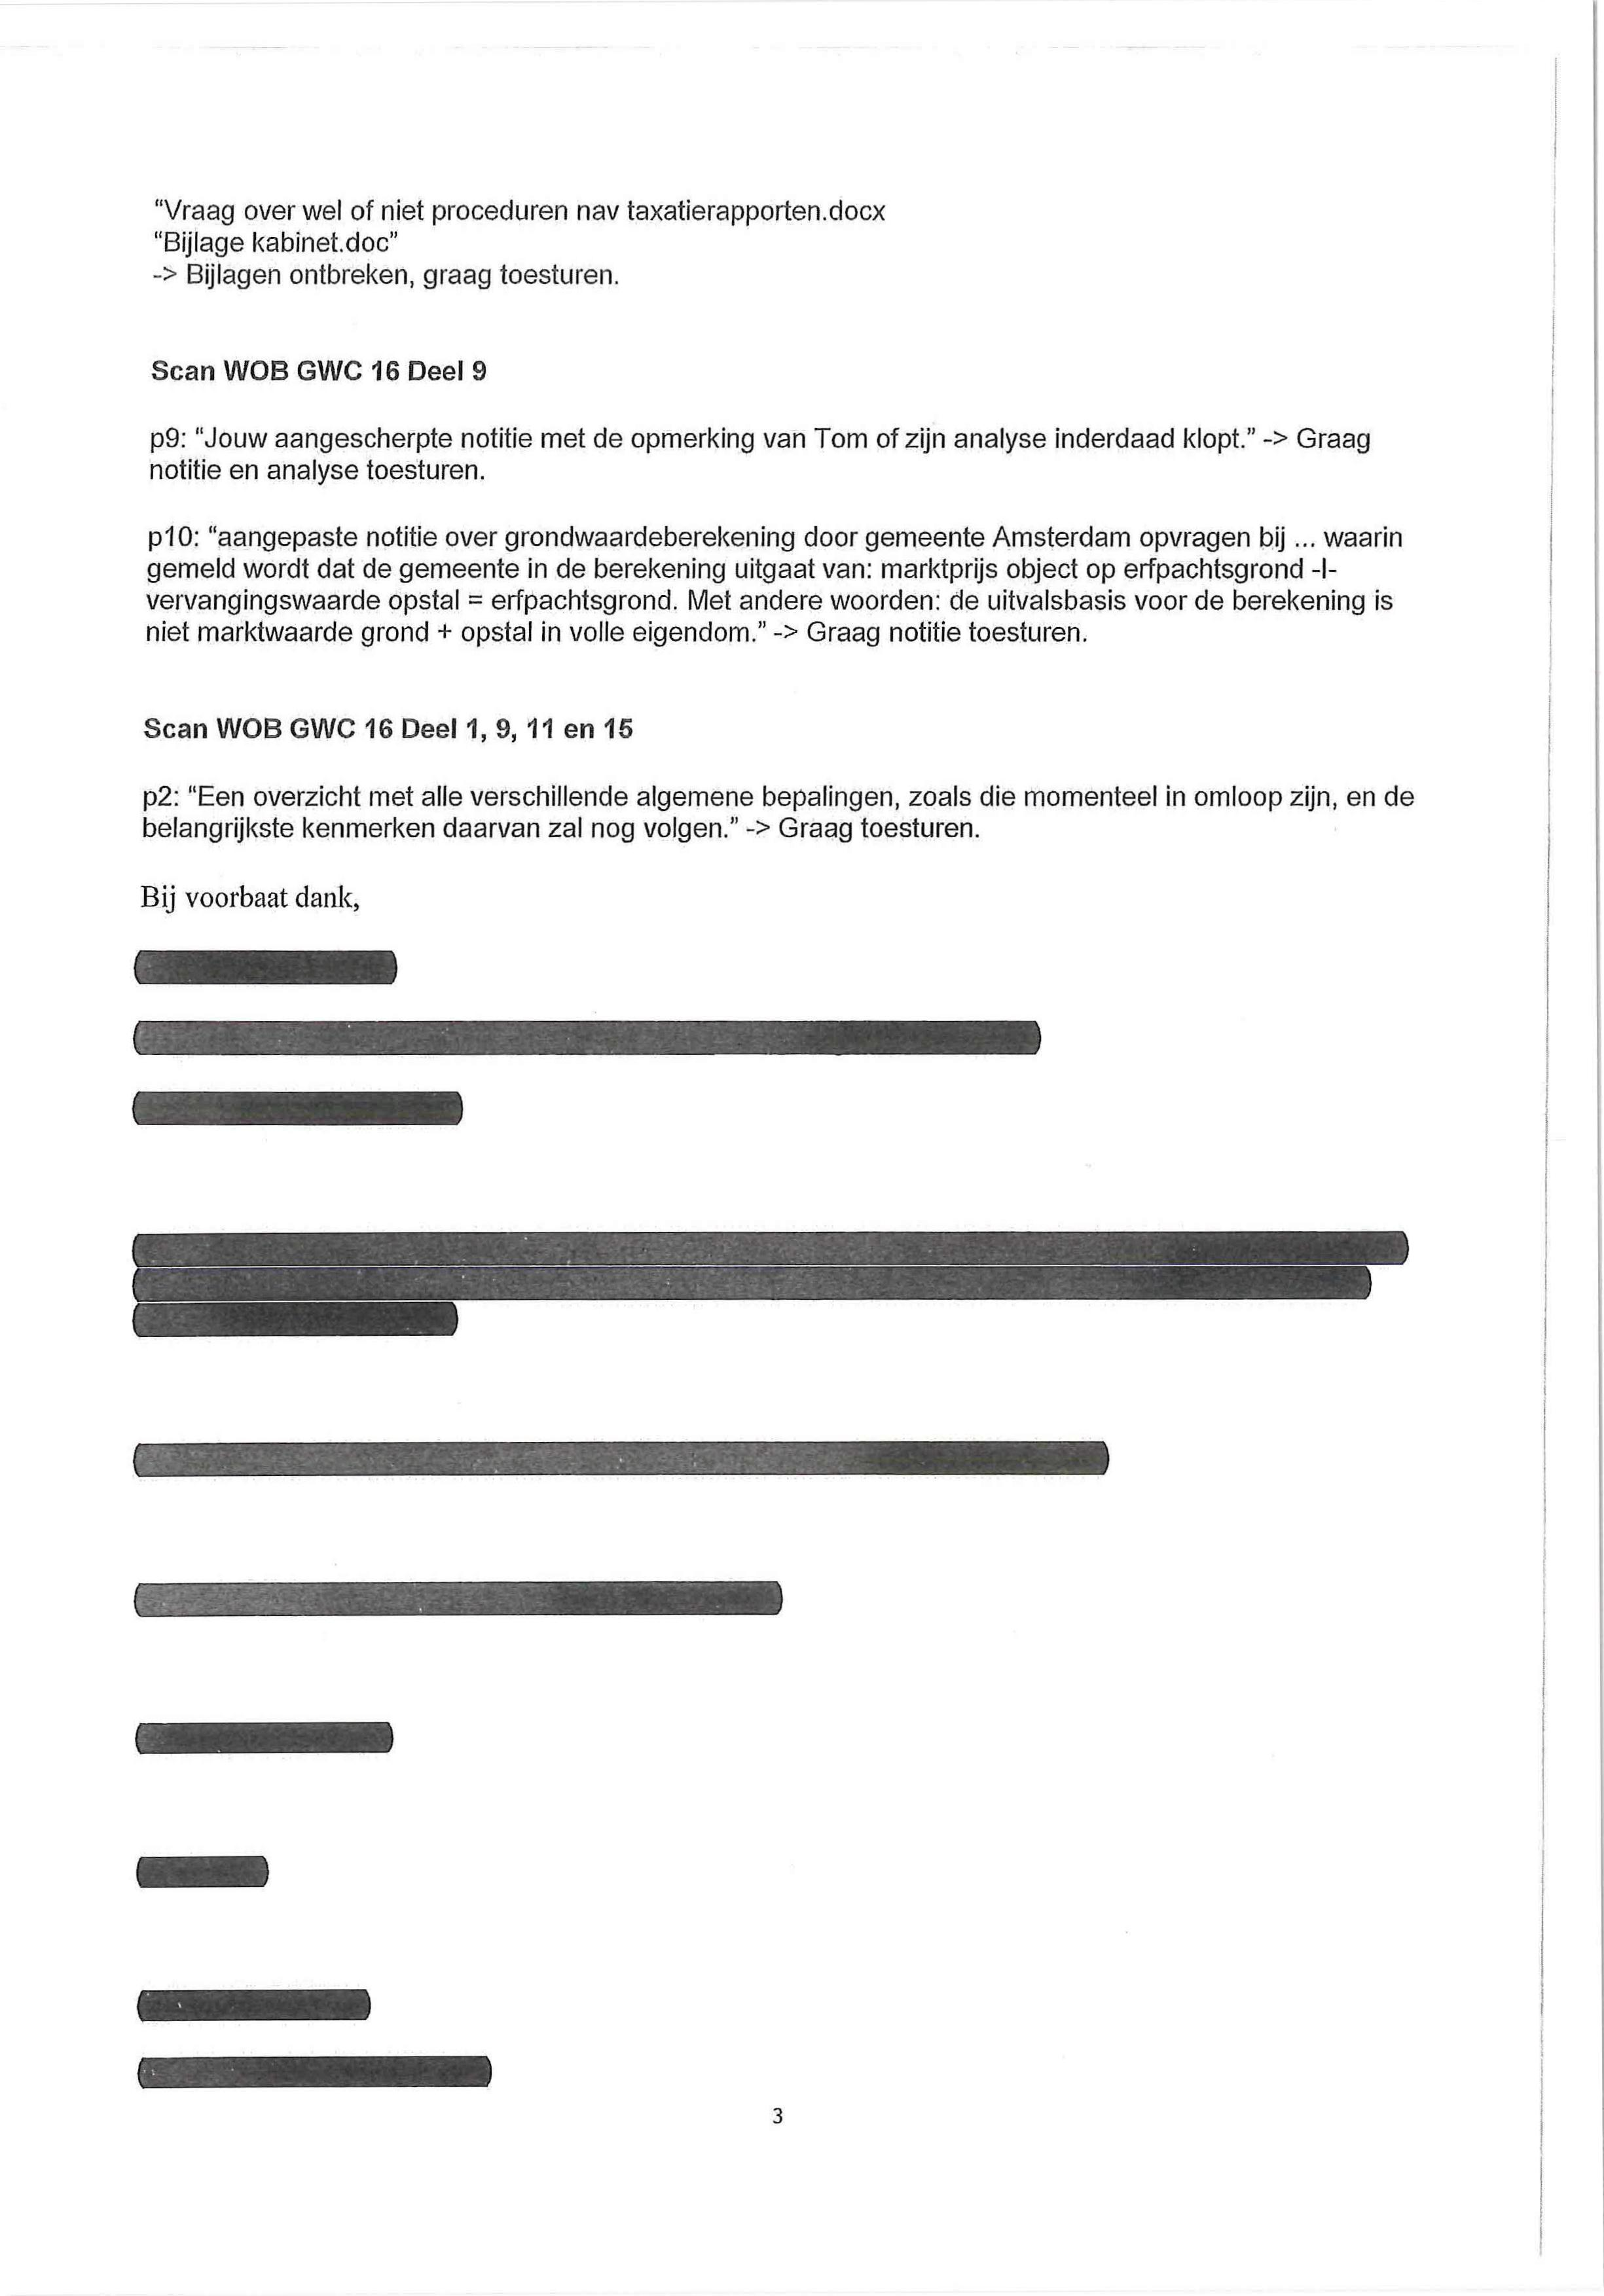 “Vraag over wel of niet proceduren nav taxatierapporten.docx
“Bijlage kabinet.doc”
-> Bijlagen ontbreken, graag toesturen.
Scan WOB GWC 16 Deel 9
p9: “Jouw aangescherpte notitie met de opmerking van Tom of zijn analyse inderdaad klopt.” -> Graag
notitie en analyse toesturen.
p10: “aangepaste notitie over grondwaardeberekening door gemeente Amsterdam opvragen bij ... waarin
gemeld wordt dat de gemeente in de berekening uitgaat van: marktprijs object op erfpachtsgrond -I-
vervangingswaarde opstal = erfpachtsgrond. Met andere woorden: de uitvalsbasis voor de berekening is
niet marktwaarde grond + opstal in volle eigendom.” -> Graag notitie toesturen.
Scan WOB GWC 16 Deel 1, 9, 11 en 15
p2: “Een overzicht met alle verschillende algemene bepalingen, zoals die momenteel in omloop zijn, en de
belangrijkste kenmerken daarvan zal nog volgen.” -> Graag toesturen.
Bij voorbaat dank,
3